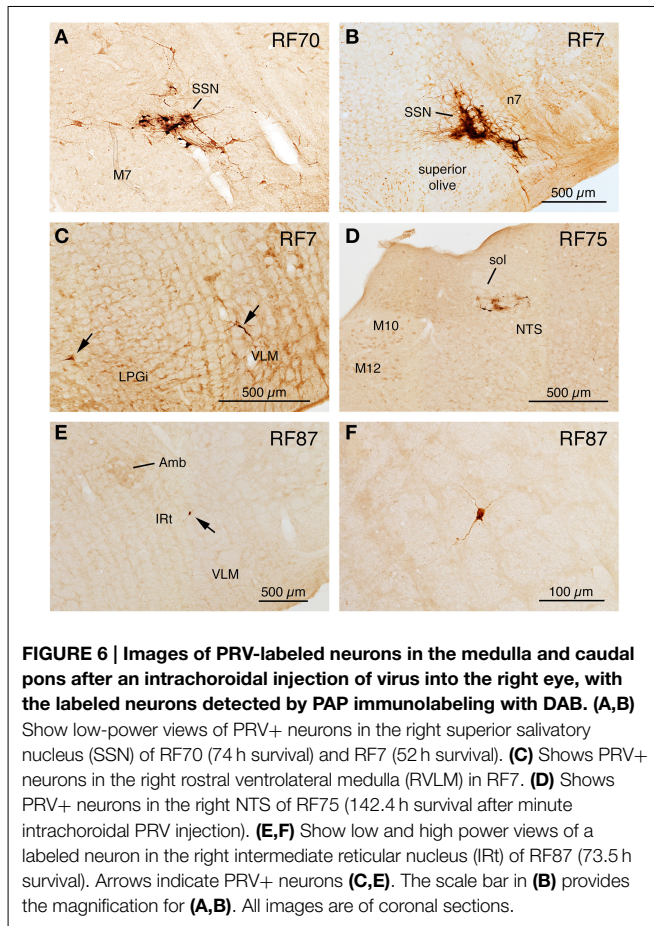 A
RF70
SSN
M7
B
RF7
n7
SSN
superior
olive
500 µm
C
RF7
VLM
LPGi
500 µm
D
RF75
sol
M10
NTS
M12
500 µm
E
RF87
Amb
IRt
VLM
500 µm
F
RF87
100 µm
FIGURE 6 | Images of PRV-labeled neurons in the medulla and caudal
pons after an intrachoroidal injection of virus into the right eye, with
the labeled neurons detected by PAP immunolabeling with DAB. (A,B)
Show low-power views of PRV+ neurons in the right superior salivatory
nucleus (SSN) of RF70 (74 h survival) and RF7 (52 h survival). (C) Shows PRV+
neurons in the right rostral ventrolateral medulla (RVLM) in RF7. (D) Shows
PRV+ neurons in the right NTS of RF75 (142.4 h survival after minute
intrachoroidal PRV injection). (E,F) Show low and high power views of a
labeled neuron in the right intermediate reticular nucleus (IRt) of RF87 (73.5 h
survival). Arrows indicate PRV+ neurons (C,E). The scale bar in (B) provides
the magnification for (A,B). All images are of coronal sections.